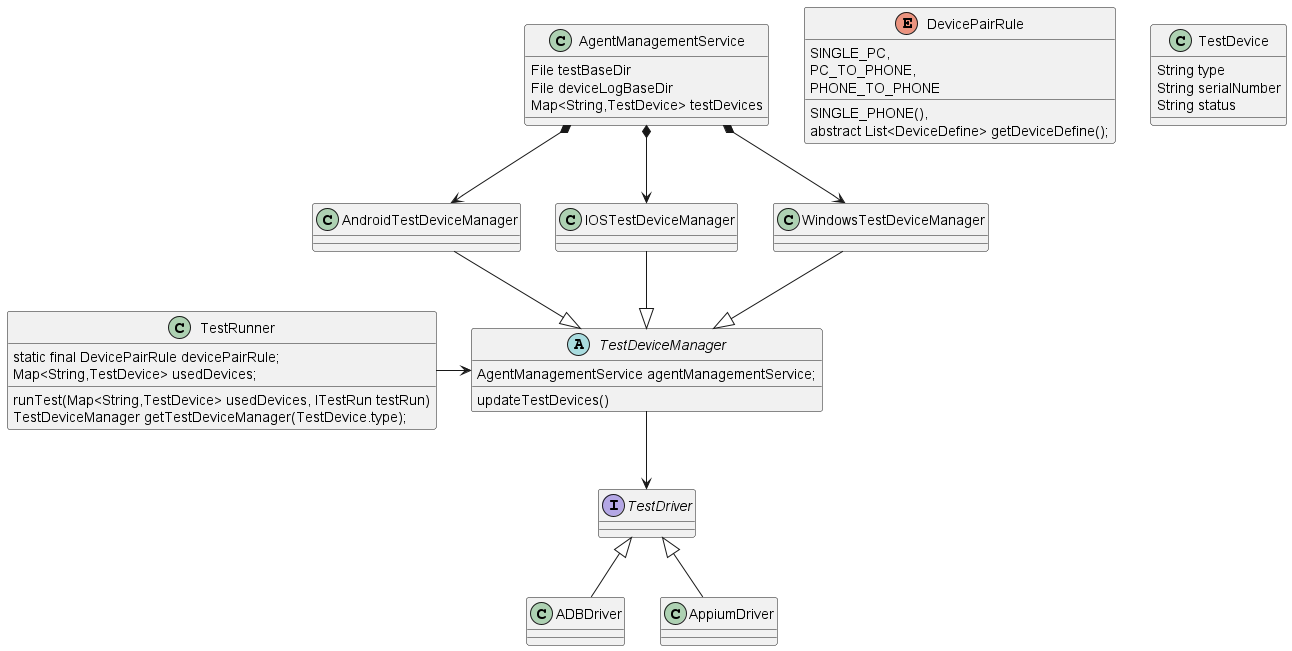 C AgentManagementService
File testBaseDir
File deviceLogBaseDir
Map<String,TestDevice> testDevices
E DevicePairRule
SINGLE_PC,
PC_TO_PHONE,
PHONE_TO_PHONE
SINGLE_PHONE(),
abstract List<DeviceDefine> getDeviceDefine();
C TestDevice
String type
String serialNumber
String status
C AndroidTestDeviceManager
C IOSTestDeviceManager
C WindowsTestDeviceManager
C TestRunner
static final DevicePairRule devicePairRule;
Map<String,TestDevice> usedDevices;
runTest(Map<String,TestDevice> usedDevices, ITestRun testRun)
TestDeviceManager getTestDeviceManager(TestDevice.type);
A TestDeviceManager
AgentManagementService agentManagementService;
updateTestDevices()
I TestDriver
C ADBDriver
C AppiumDriver